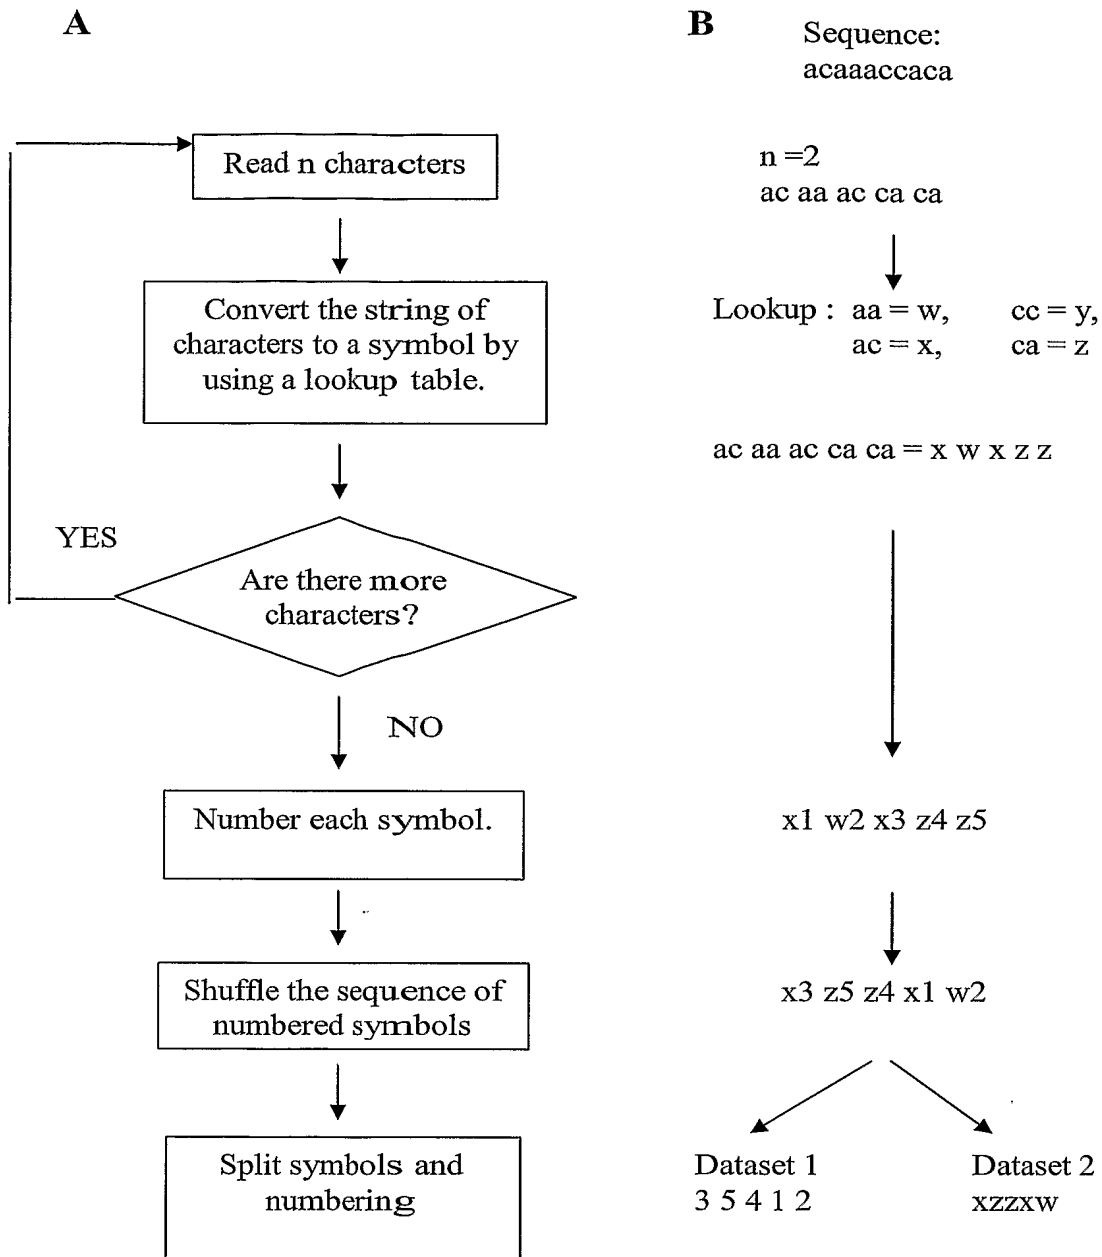 A
Read n characters
Convert the string of
characters to a symbol by
using a lookup table.
YES
Are there more
characters?
NO
Number each symbol.
Shuffle the sequence of
numbered symbols
Split symbols and
numbering
B
Sequence:
acaaaccaca
n =2
ac aa ac ca ca
Lookup : aa = w, cc = y,
ac = x, ca = z
ac aa ac ca ca = x w x z z
x1 w2 x3 z4 z5
x3 z5 z4 x1 w2
Dataset 1
3 5 4 1 2
Dataset 2
xzzxw